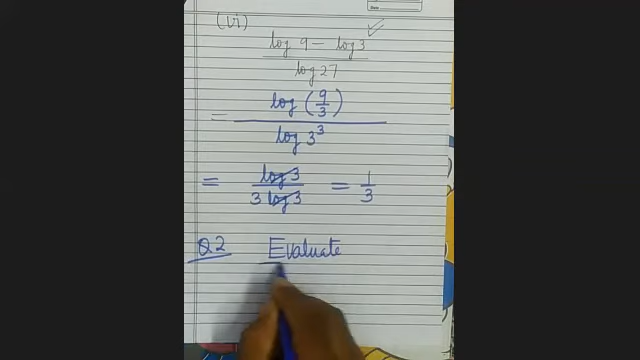 (vi)
log 9 - log 3
log 27
= log (9/3)
log 3³
= log 3 / 3 log 3 = 1/3
Q.2 Evaluate